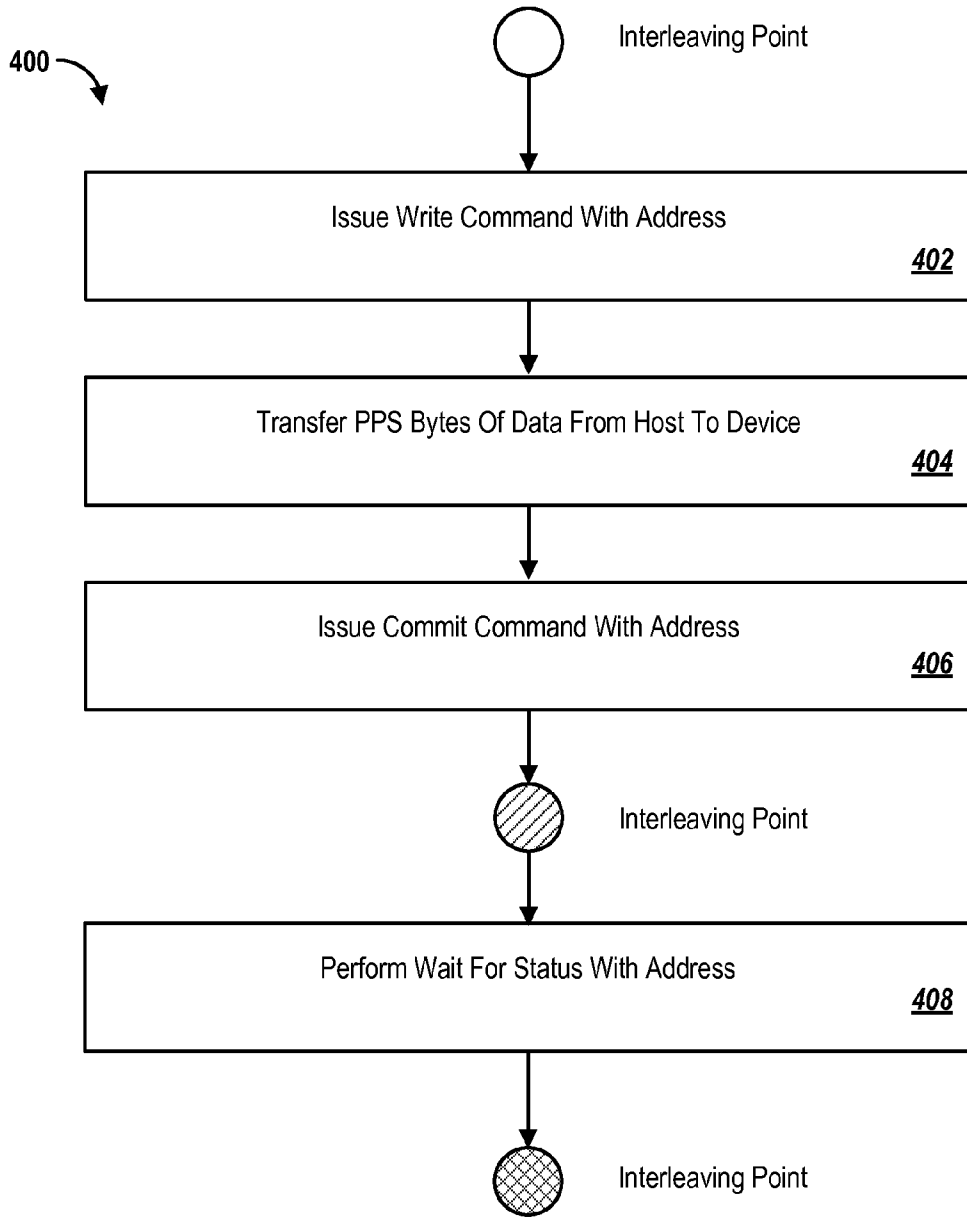 Interleaving Point
400
Issue Write Command With Address
402
Transfer PPS Bytes Of Data From Host To Device
404
Issue Commit Command With Address
406
Interleaving Point
Perform Wait For Status With Address
408
Interleaving Point